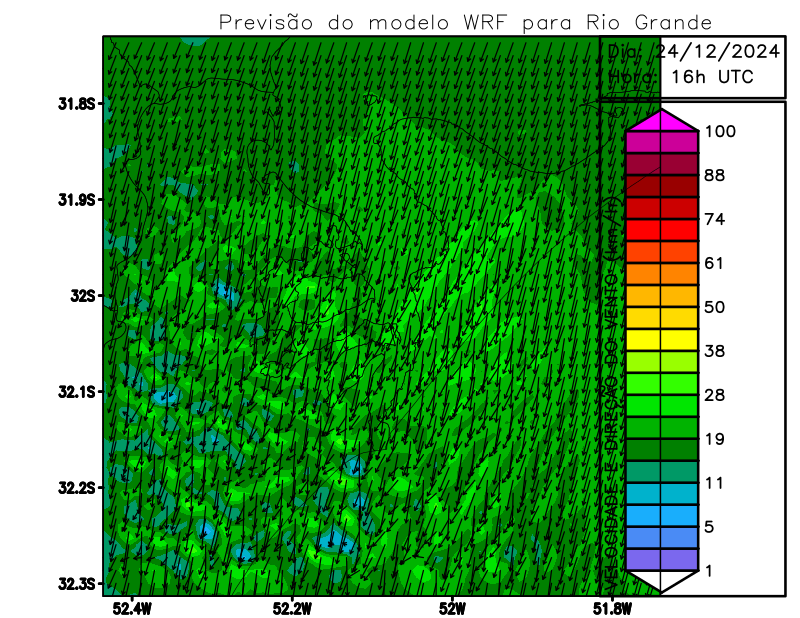 Previsão do modelo WRF para Rio Grande
Dia: 24/12/2024
Hora: 16h UTC
31.8S
31.9S
32S
32.1S
32.2S
32.3S
52.4W
52.2W
52W
51.8W
VELOCIDADE E DIREÇÃO DO VENTO (km/h)
100
88
74
61
50
38
28
19
11
5
1